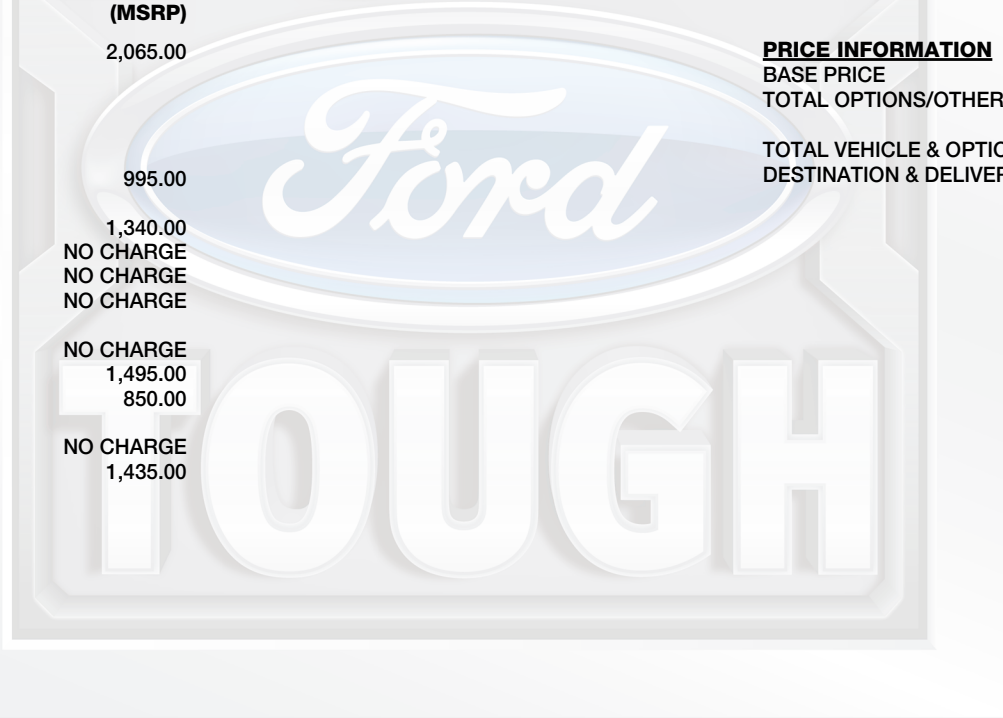 (MSRP)
2,065.00
995.00
1,340.00
NO CHARGE
NO CHARGE
NO CHARGE
NO CHARGE
1,495.00
850.00
NO CHARGE
1,435.00
PRICE INFORMATION
BASE PRICE
TOTAL OPTIONS/OTHER
TOTAL VEHICLE & OPTIO
DESTINATION & DELIVER
Ford
TOUGH